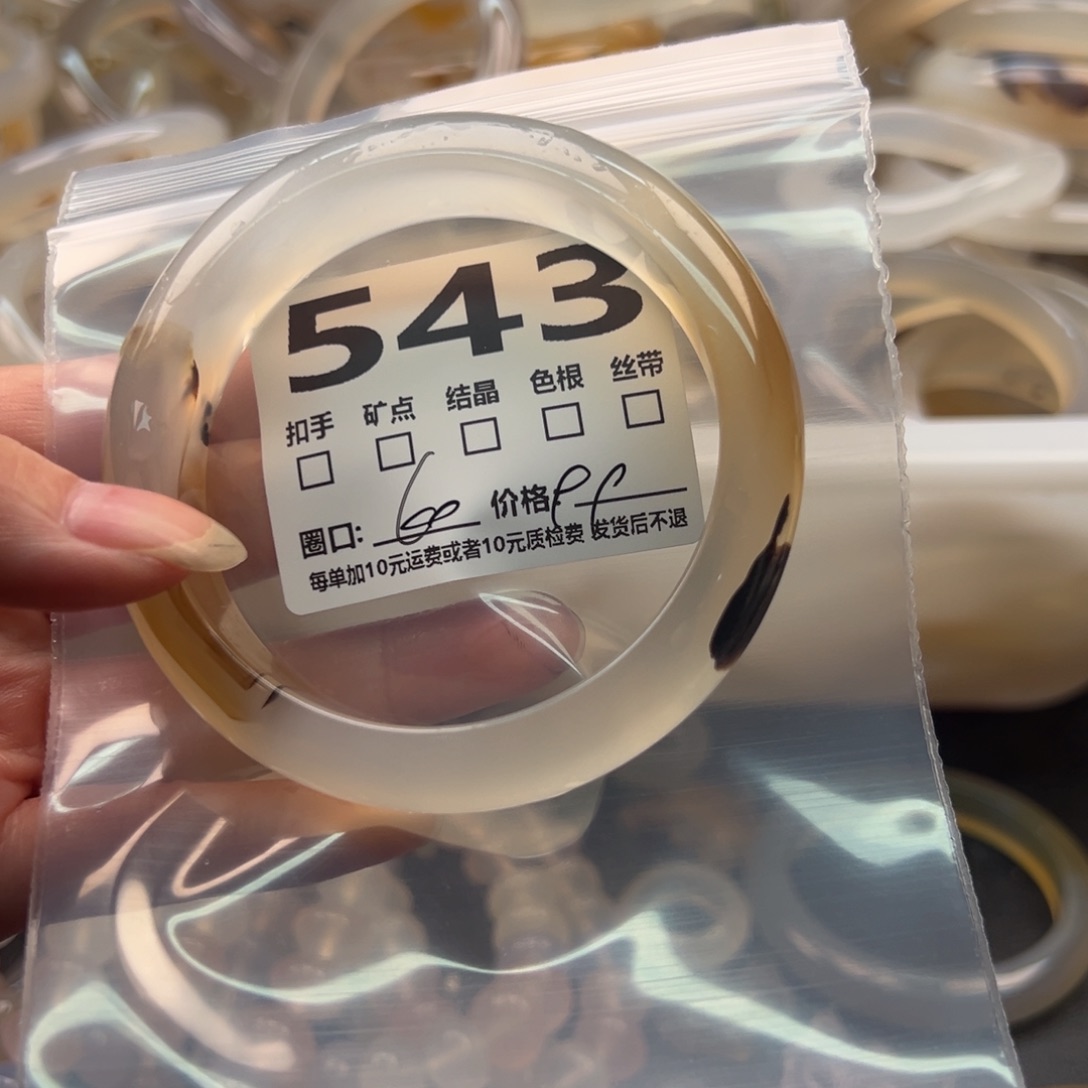 543
扣手 矿点 结晶 色根 丝带
圈口: 60 价格:
每单加10元运费或者10元质检费 发货后不退